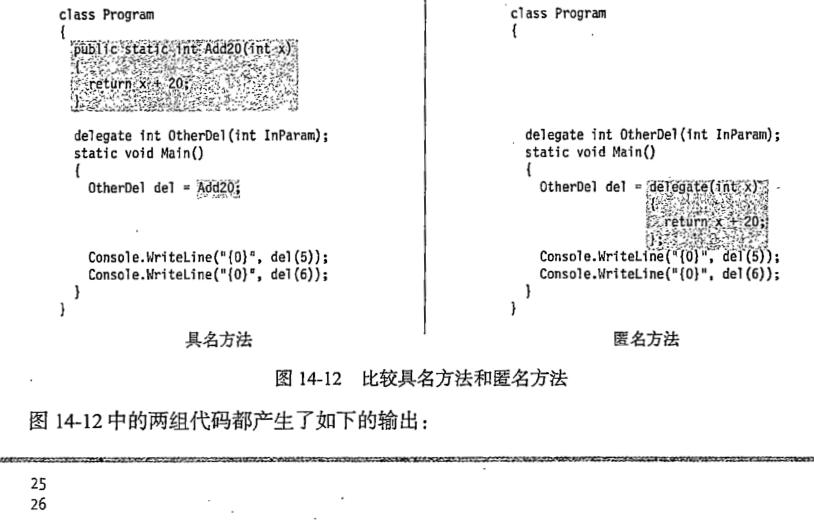 class Program
{
public static int Add20(int x)
{
return x + 20;
}
delegate int OtherDel(int InParam);
static void Main()
{
OtherDel del = Add20;
Console.WriteLine("{0}", del(5));
Console.WriteLine("{0}", del(6));
}
}
具名方法
class Program
{
delegate int OtherDel(int InParam);
static void Main()
{
OtherDel del = delegate(int x)
{
return x + 20;
};
Console.WriteLine("{0}", del(5));
Console.WriteLine("{0}", del(6));
}
}
匿名方法
图 14-12 比较具名方法和匿名方法
图 14-12 中的两组代码都产生了如下的输出：
25
26